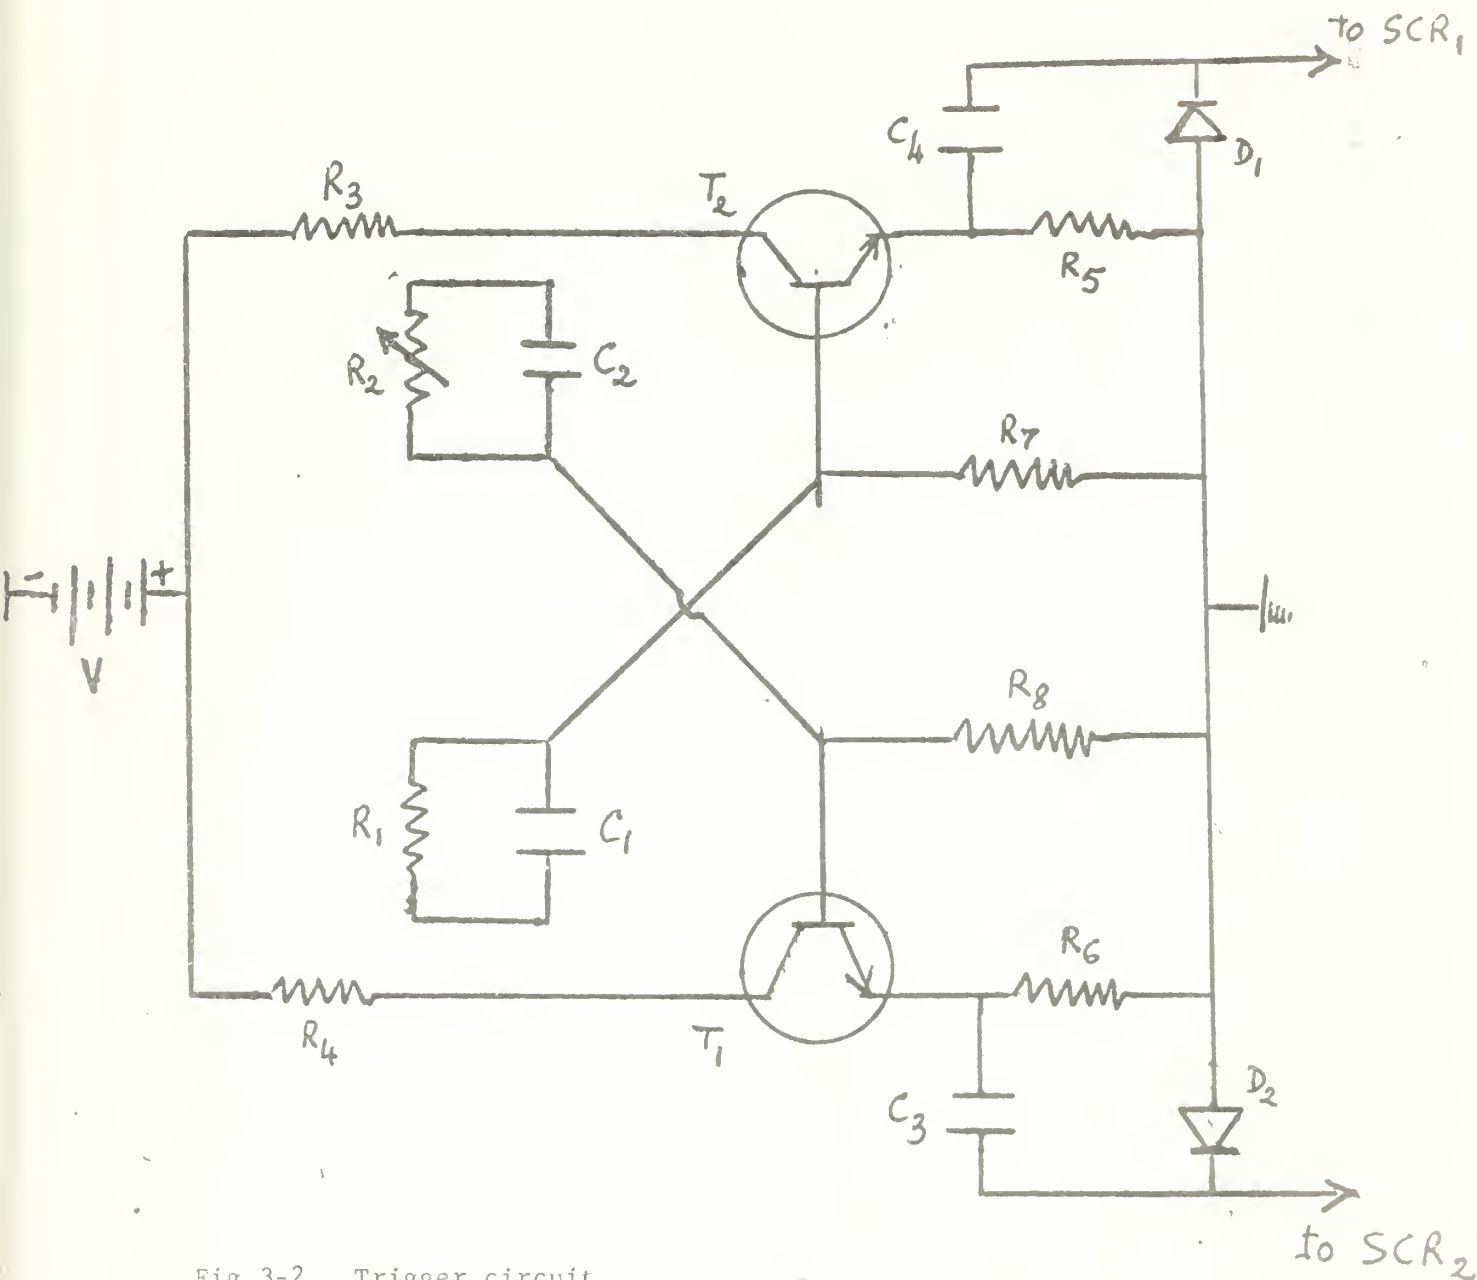 to SCR1
C4
D1
R3
T2
R5
R2
C2
R7
- +
V
R8
R1
C1
R6
R4
T1
C3
D2
to SCR2
Fig 3-2 Trigger circuit